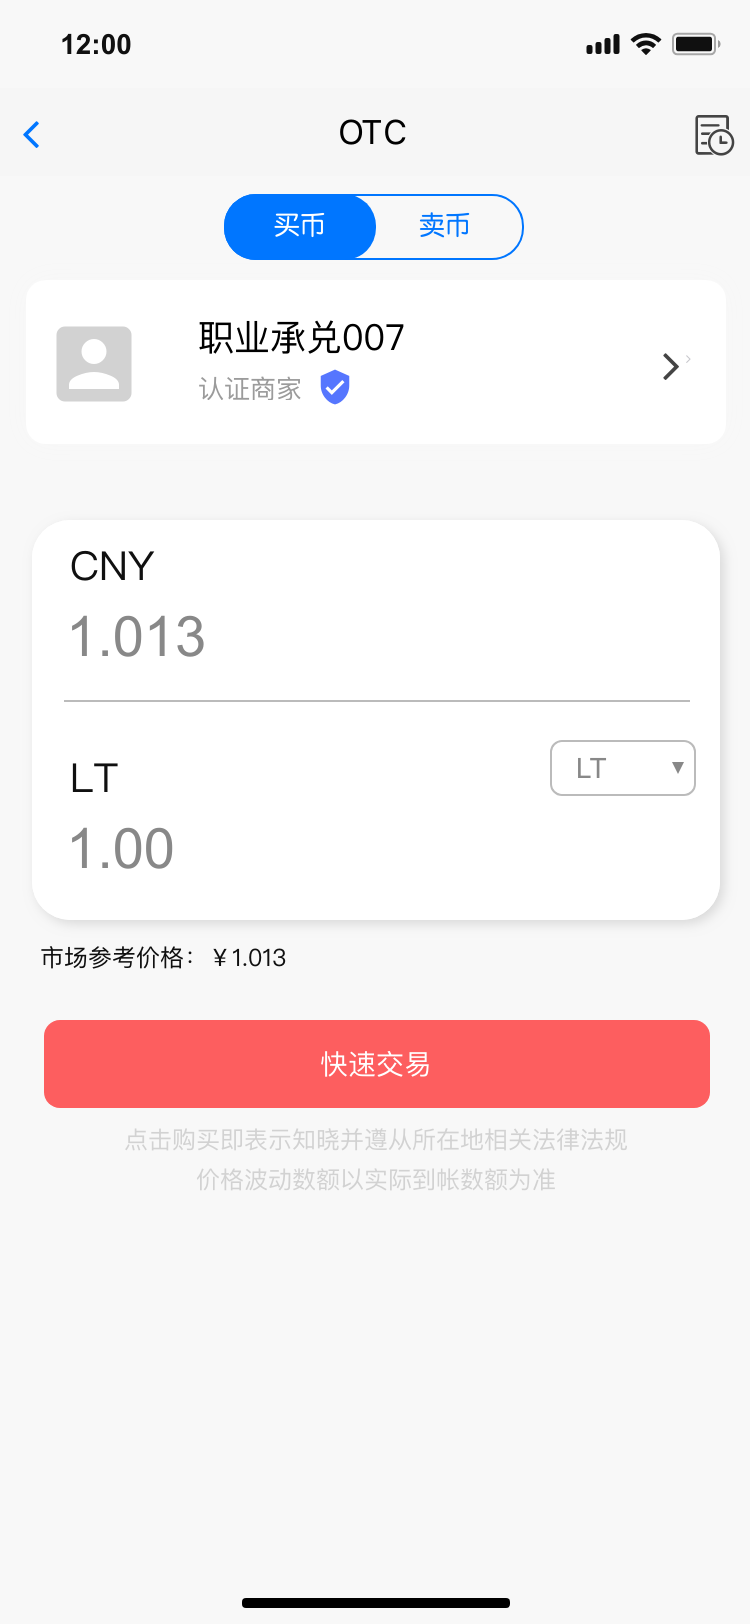 12:00
OTC
买币
卖币
职业承兑007
认证商家
CNY
1.013
LT
LT ▼
1.00
市场参考价格：￥1.013
快速交易
点击购买即表示知晓并遵从所在地相关法律法规
价格波动数额以实际到帐数额为准